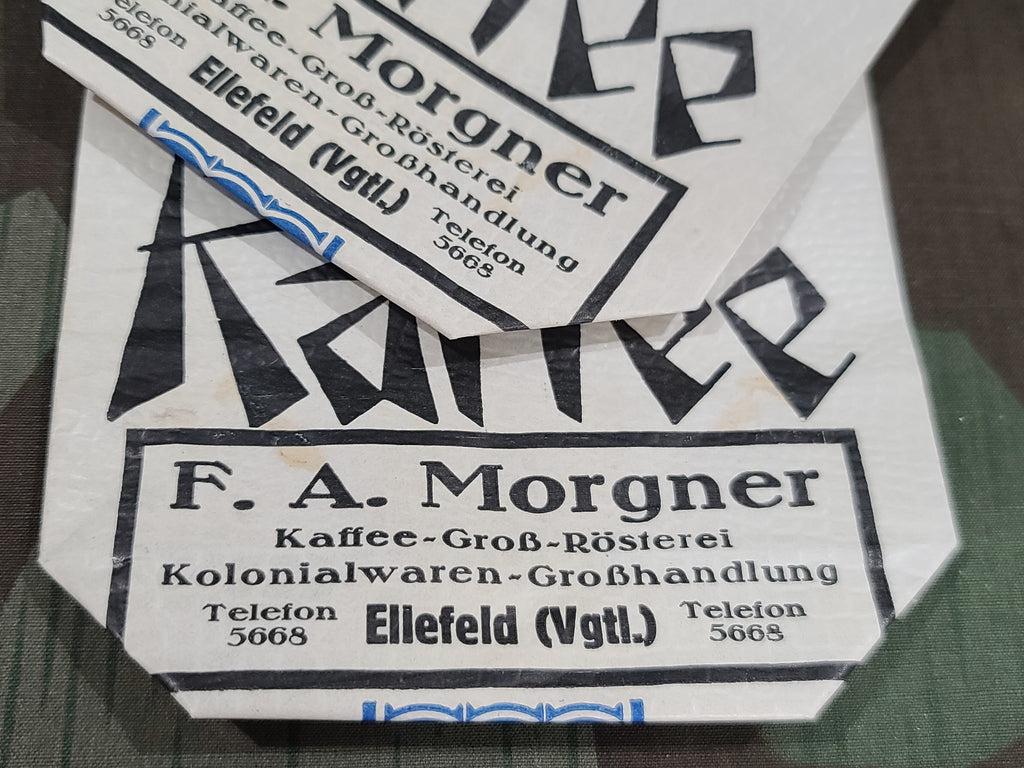 ffee
Morgner
Kaffee-Groß-Rösterei
Kolonialwaren-Großhandlung
Telefon Ellefeld (Vgtl.) Telefon
5668 5668
Kaffee
F. A. Morgner
Kaffee-Groß-Rösterei
Kolonialwaren-Großhandlung
Telefon Ellefeld (Vgtl.) Telefon
5668 5668